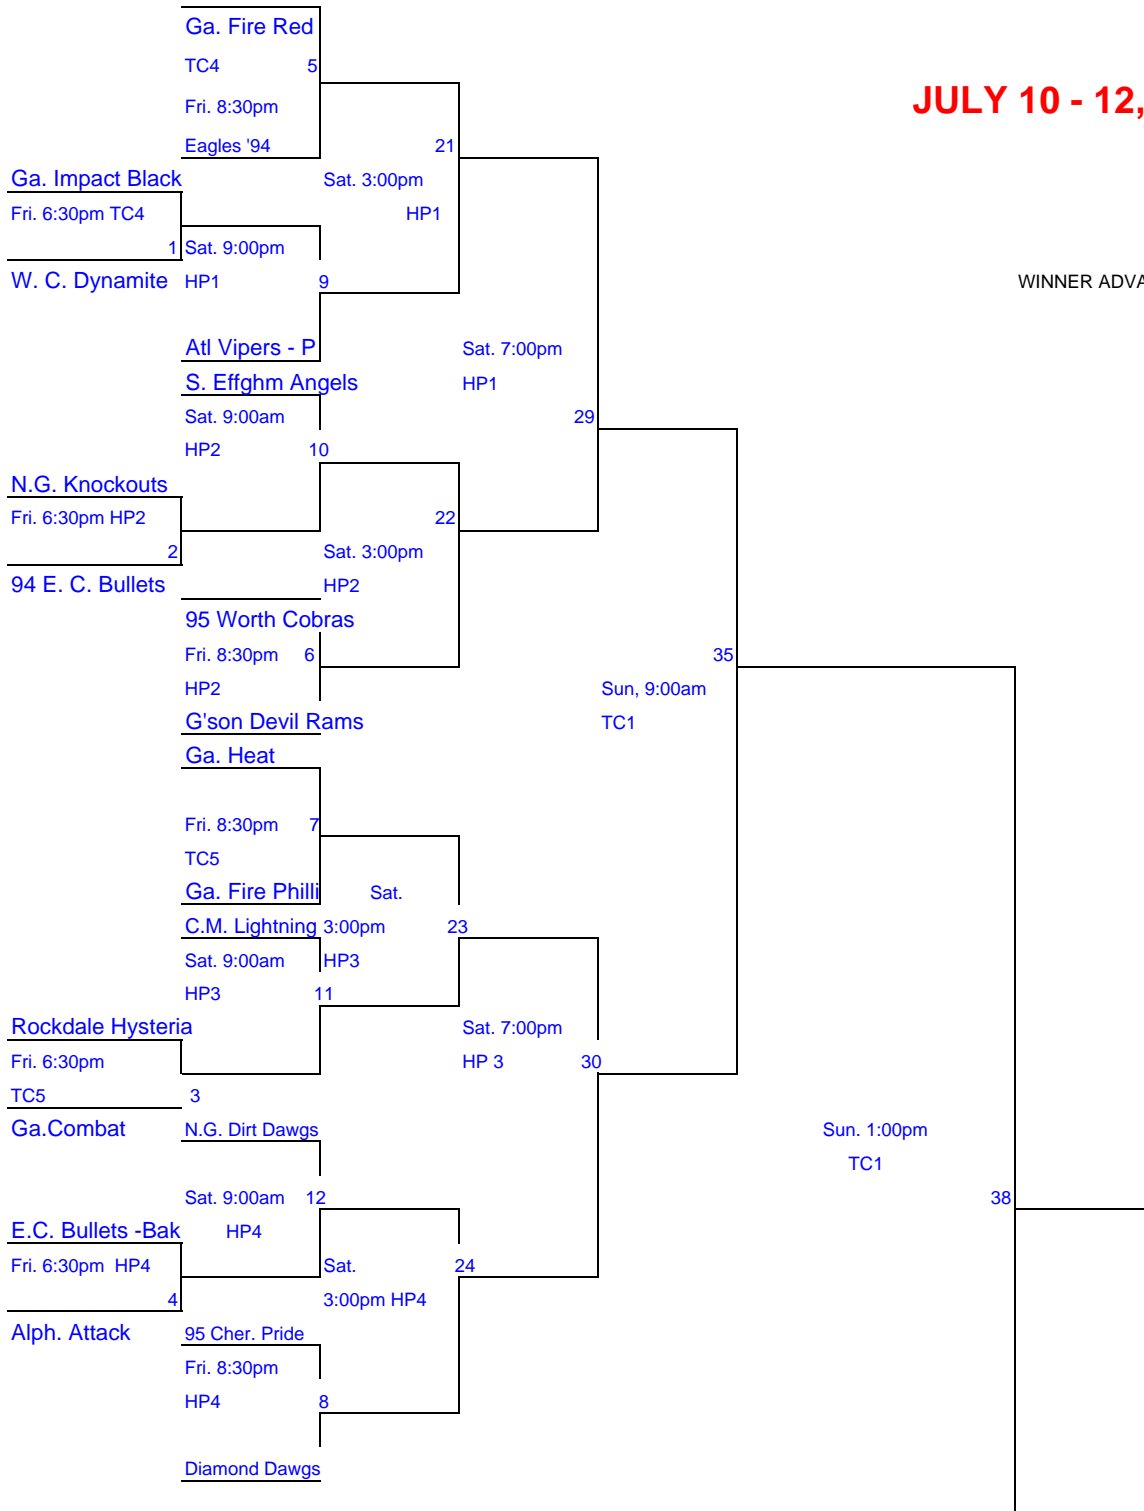 Ga. Fire Red
TC4 5
JULY 10 - 12,
Fri. 8:30pm
Eagles '94 21
Ga. Impact Black Sat. 3:00pm
Fri. 6:30pm TC4 HP1
1 Sat. 9:00pm
W. C. Dynamite HP1 9 WINNER ADVA
Atl Vipers - P Sat. 7:00pm
S. Effghm Angels HP1
Sat. 9:00am 29
HP2 10
N.G. Knockouts
Fri. 6:30pm HP2 22
2 Sat. 3:00pm
94 E. C. Bullets HP2
95 Worth Cobras
Fri. 8:30pm 6 35
HP2 Sun, 9:00am
G'son Devil Rams TC1
Ga. Heat
Fri. 8:30pm 7
TC5
Ga. Fire Philli Sat.
C.M. Lightning 3:00pm 23
Sat. 9:00am HP3
HP3 11
Rockdale Hysteria Sat. 7:00pm
Fri. 6:30pm HP 3 30
TC5 3
Ga.Combat N.G. Dirt Dawgs Sun. 1:00pm
TC1
Sat. 9:00am 12 38
E.C. Bullets -Bak HP4
Fri. 6:30pm HP4 Sat. 24
4 3:00pm HP4
Alph. Attack 95 Cher. Pride
Fri. 8:30pm
HP4 8
Diamond Dawgs